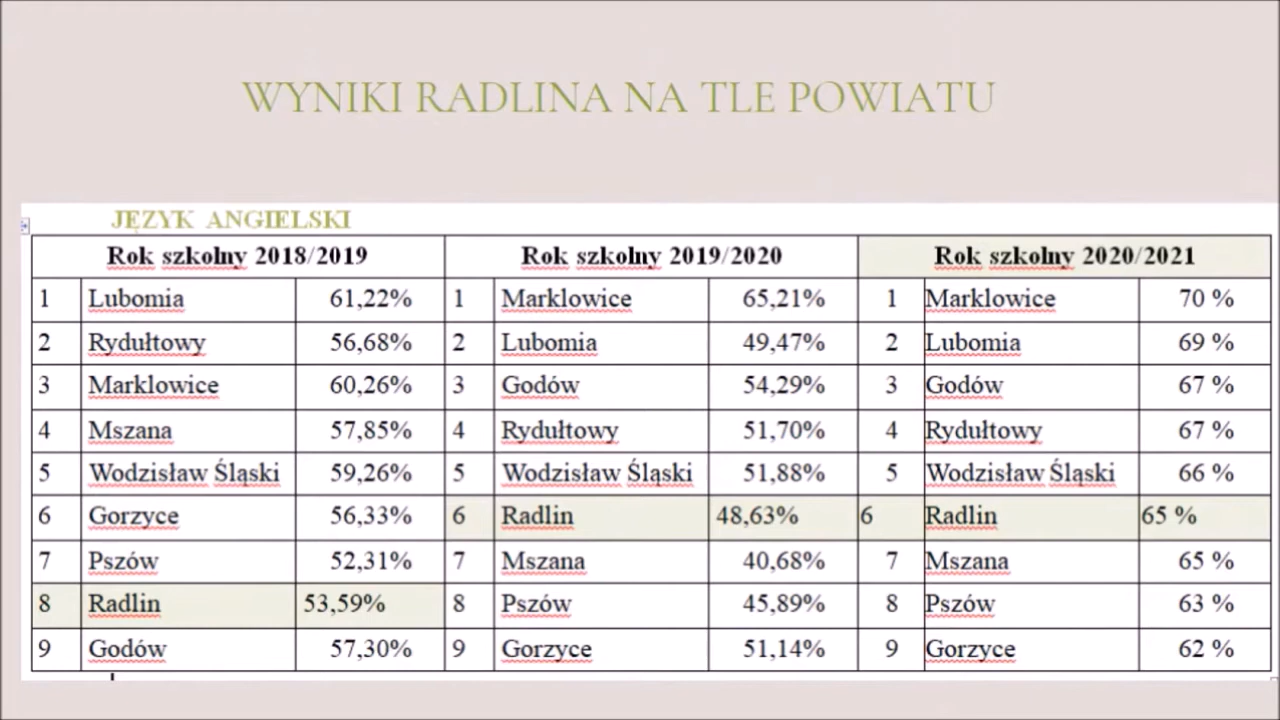 WYNIKI RADLINA NA TLE POWIATU
JĘZYK ANGIELSKI
Rok szkolny 2018/2019 Rok szkolny 2019/2020 Rok szkolny 2020/2021
1 Lubomia 61,22% 1 Marklowice 65,21% 1 Marklowice 70 %
2 Rydułtowy 56,68% 2 Lubomia 49,47% 2 Lubomia 69 %
3 Marklowice 60,26% 3 Godów 54,29% 3 Godów 67 %
4 Mszana 57,85% 4 Rydułtowy 51,70% 4 Rydułtowy 67 %
5 Wodzisław Śląski 59,26% 5 Wodzisław Śląski 51,88% 5 Wodzisław Śląski 66 %
6 Gorzyce 56,33% 6 Radlin 48,63% 6 Radlin 65 %
7 Pszów 52,31% 7 Mszana 40,68% 7 Mszana 65 %
8 Radlin 53,59% 8 Pszów 45,89% 8 Pszów 63 %
9 Godów 57,30% 9 Gorzyce 51,14% 9 Gorzyce 62 %